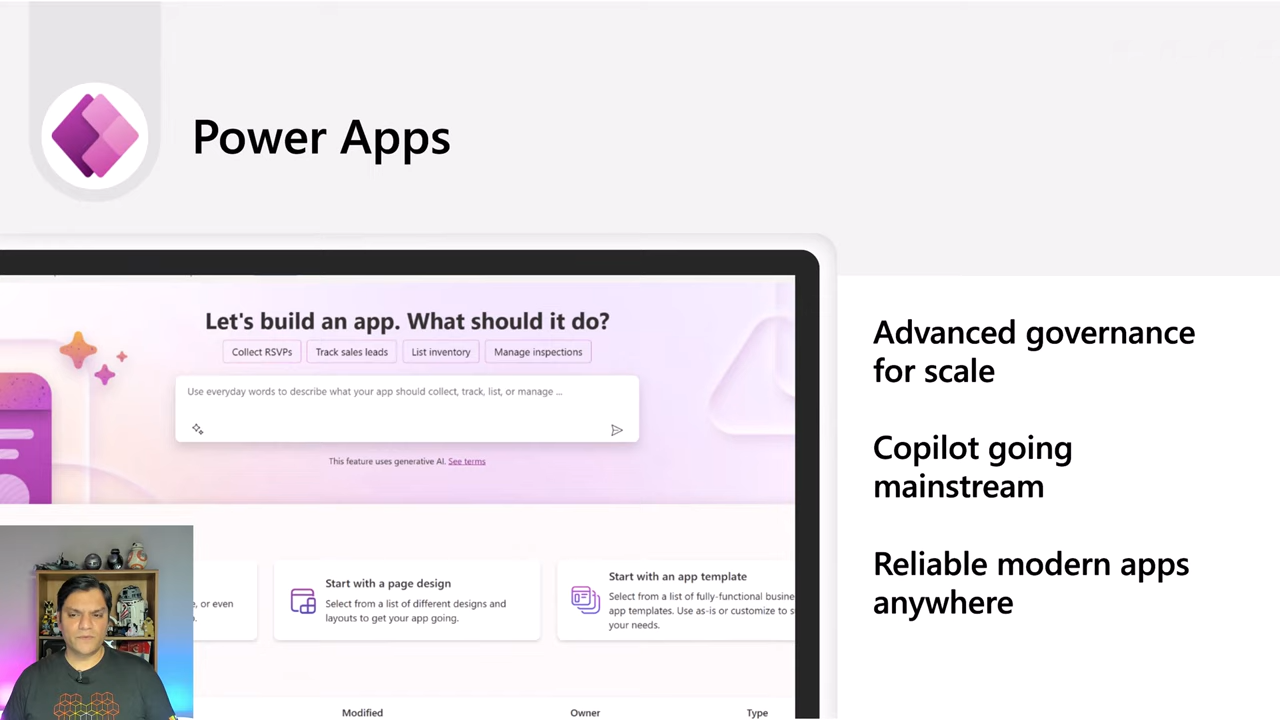 Power Apps
Let's build an app. What should it do?
Collect RSVPs
Track sales leads
List inventory
Manage inspections
Use everyday words to describe what your app should collect, track, list, or manage ...
This feature uses generative AI. See terms
or even
Start with a page design
Select from a list of different designs and
layouts to get your app going.
Start with an app template
Select from a list of fully-functional
app templates. Use as-is or customize to
your needs.
Modified
Owner
Type
Advanced governance
for scale
Copilot going
mainstream
Reliable modern apps
anywhere